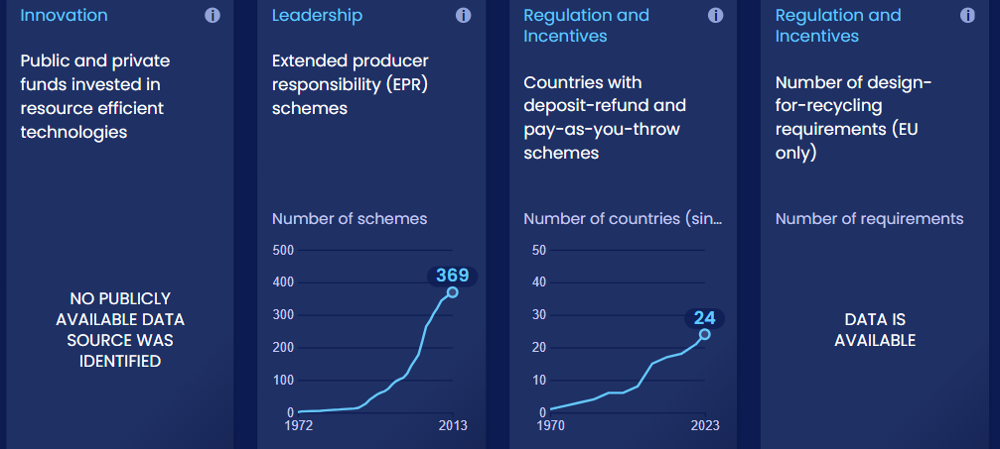 Innovation
i
Public and private
funds invested in
resource efficient
technologies
NO PUBLICLY
AVAILABLE DATA
SOURCE WAS
IDENTIFIED
Leadership
i
Extended producer
responsibility (EPR)
schemes
Number of schemes
500
400
300
200
100
0
369
1972
2013
Regulation and
Incentives
i
Countries with
deposit-refund and
pay-as-you-throw
schemes
Number of countries (sin...
50
40
30
20
10
0
24
1970
2023
Regulation and
Incentives
i
Number of design-
for-recycling
requirements (EU
only)
Number of requirements
DATA IS
AVAILABLE